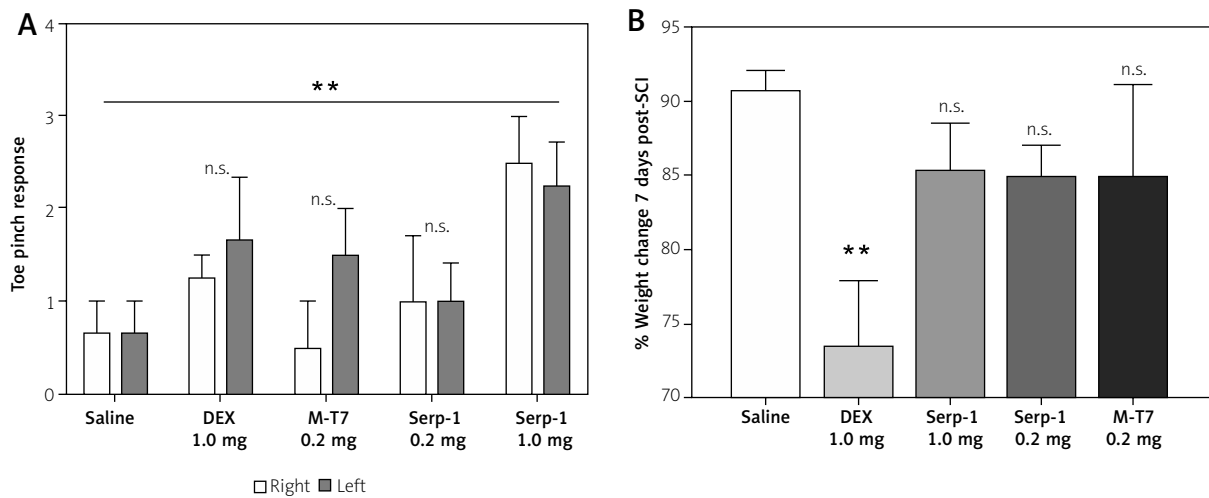 A
Toe pinch response
4
3
2
1
0
**
n.s.
n.s.
n.s.
Saline
DEX
1.0 mg
M-T7
0.2 mg
Serp-1
0.2 mg
Serp-1
1.0 mg
Right Left
B
% Weight change 7 days post-SCI
95
90
85
80
75
70
**
n.s.
n.s.
n.s.
Saline
DEX
1.0 mg
Serp-1
1.0 mg
Serp-1
0.2 mg
M-T7
0.2 mg